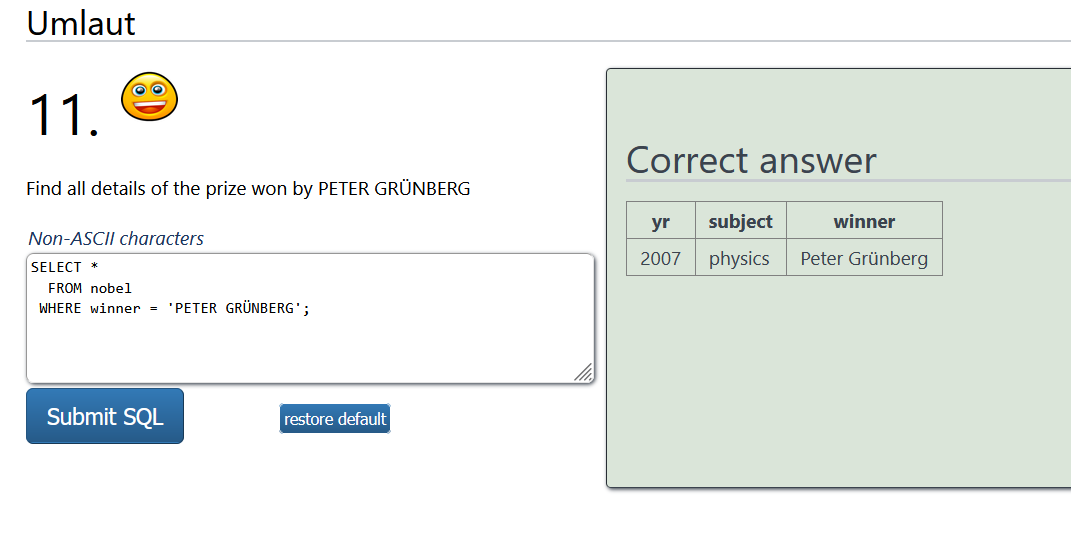 Umlaut
11.
Find all details of the prize won by PETER GRÜNBERG
Non-ASCII characters
SELECT *
FROM nobel
WHERE winner = 'PETER GRÜNBERG';
Submit SQL
restore default
Correct answer
yr subject winner
2007 physics Peter Grünberg